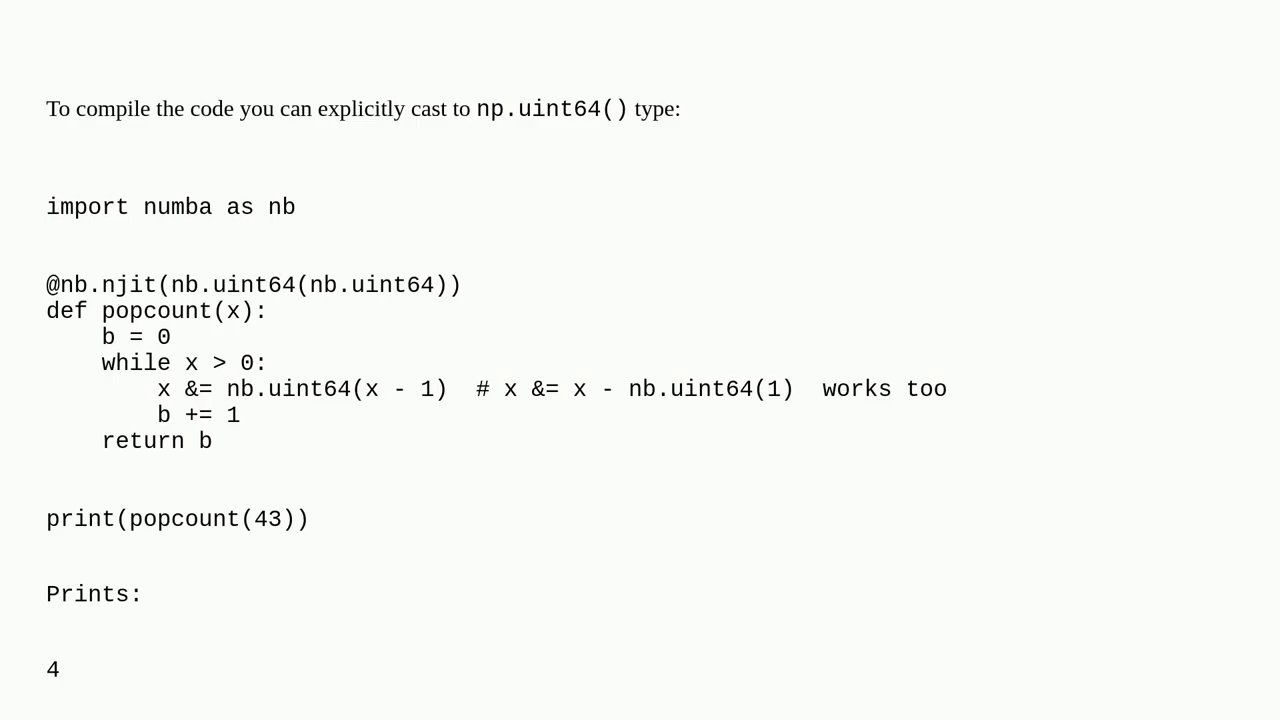 To compile the code you can explicitly cast to np.uint64() type:
import numba as nb
@nb.njit(nb.uint64(nb.uint64))
def popcount(x):
    b = 0
    while x > 0:
        x &= nb.uint64(x - 1)  # x &= x - nb.uint64(1)  works too
        b += 1
    return b
print(popcount(43))
Prints:
4